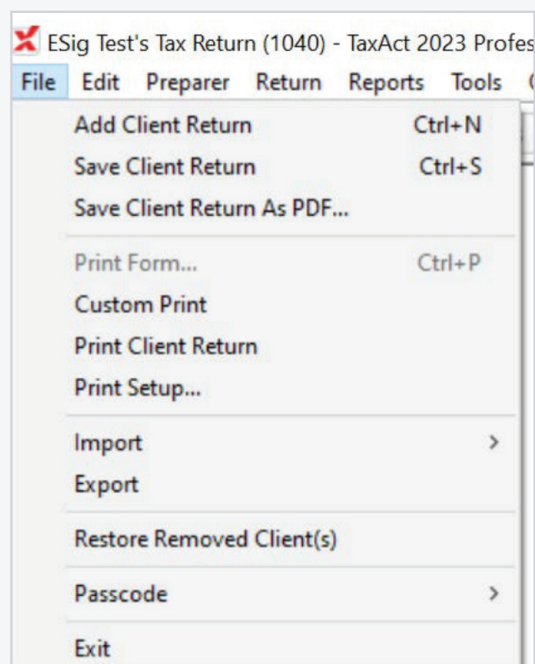 ESig Test's Tax Return (1040) - TaxAct 2023
File Edit Preparer Return Reports Tools
Add Client Return Ctrl+N
Save Client Return Ctrl+S
Save Client Return As PDF...
Print Form... Ctrl+P
Custom Print
Print Client Return
Print Setup...
Import >
Export
Restore Removed Client(s)
Passcode >
Exit